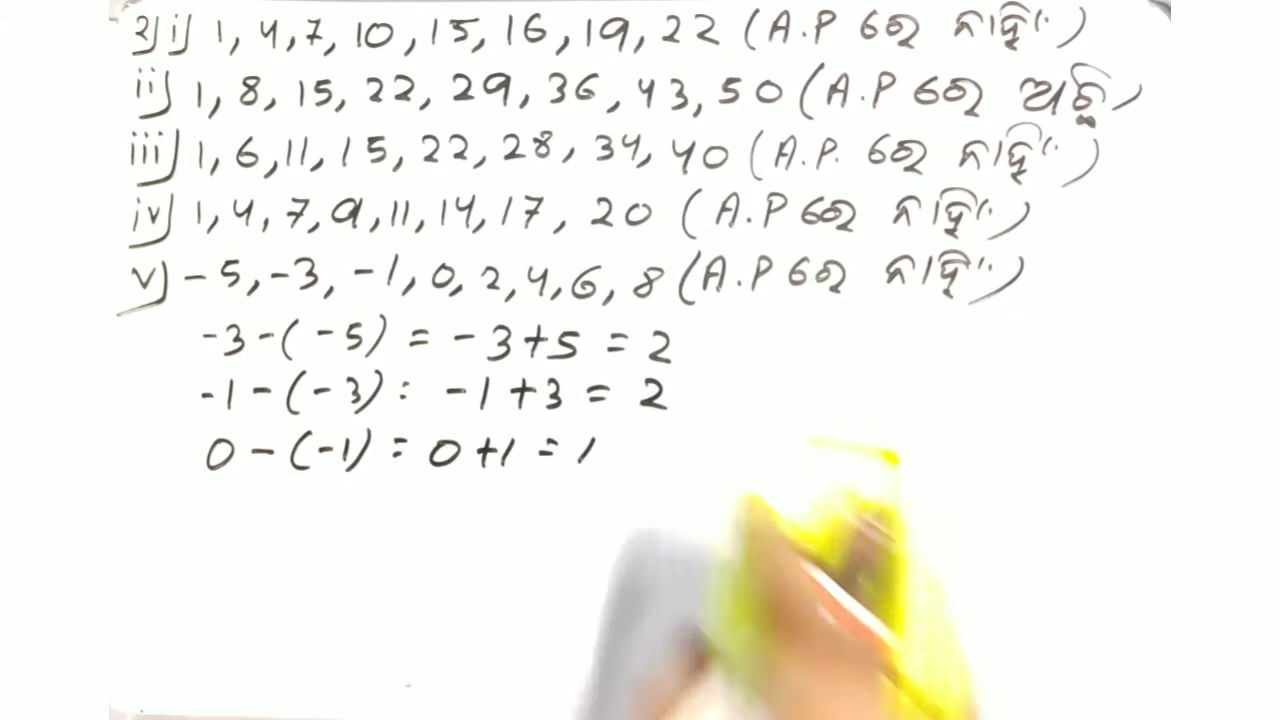 2) i) 1, 4, 7, 10, 15, 16, 19, 22 (A.P ରେ ନାହିଁ)
ii) 1, 8, 15, 22, 29, 36, 43, 50 (A.P ରେ ଅଛି)
iii) 1, 6, 11, 15, 22, 28, 34, 40 (A.P. ରେ ନାହିଁ)
iv) 1, 4, 7, 9, 11, 14, 17, 20 (A.P ରେ ନାହିଁ)
v) -5, -3, -1, 0, 2, 4, 6, 8 (A.P ରେ ନାହିଁ)
-3-(-5) = -3+5 = 2
-1-(-3) = -1+3 = 2
0-(-1) = 0+1 = 1